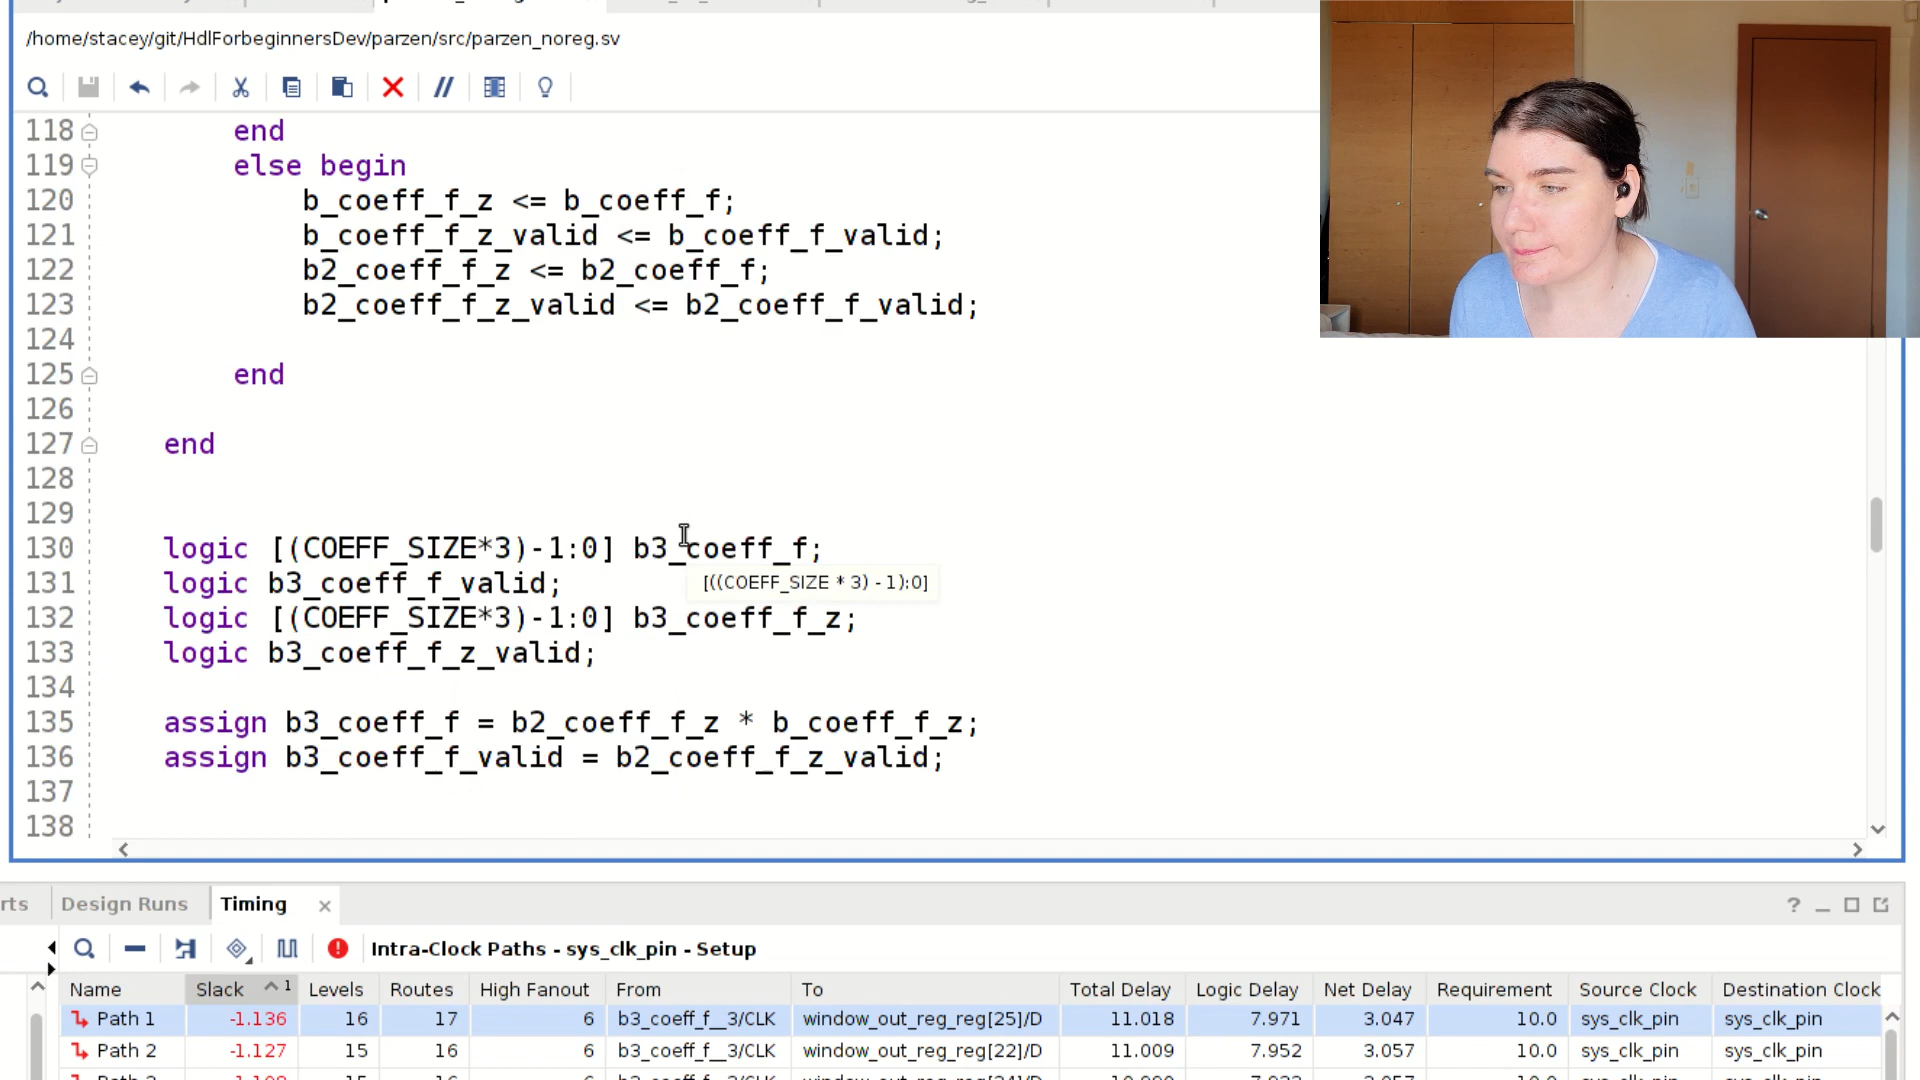 /home/stacey/git/HdlForbeginnersDev/parzen/src/parzen_noreg.sv
118 end
119 else begin
120 b_coeff_f_z <= b_coeff_f;
121 b_coeff_f_z_valid <= b_coeff_f_valid;
122 b2_coeff_f_z <= b2_coeff_f;
123 b2_coeff_f_z_valid <= b2_coeff_f_valid;
124
125 end
126
127 end
128
129
130 logic [(COEFF_SIZE*3)-1:0] b3_coeff_f;
131 logic b3_coeff_f_valid;
[((COEFF_SIZE * 3) - 1):0]
132 logic [(COEFF_SIZE*3)-1:0] b3_coeff_f_z;
133 logic b3_coeff_f_z_valid;
134
135 assign b3_coeff_f = b2_coeff_f_z * b_coeff_f_z;
136 assign b3_coeff_f_valid = b2_coeff_f_z_valid;
137
138
rts Design Runs Timing
Intra-Clock Paths - sys_clk_pin - Setup
Name Slack 1 Levels Routes High Fanout From To Total Delay Logic Delay Net Delay Requirement Source Clock Destination Clock
Path 1 -1.136 16 17 6 b3_coeff_f__3/CLK window_out_reg_reg[25]/D 11.018 7.971 3.047 10.0 sys_clk_pin sys_clk_pin
Path 2 -1.127 15 16 6 b3_coeff_f__3/CLK window_out_reg_reg[22]/D 11.009 7.952 3.057 10.0 sys_clk_pin sys_clk_pin